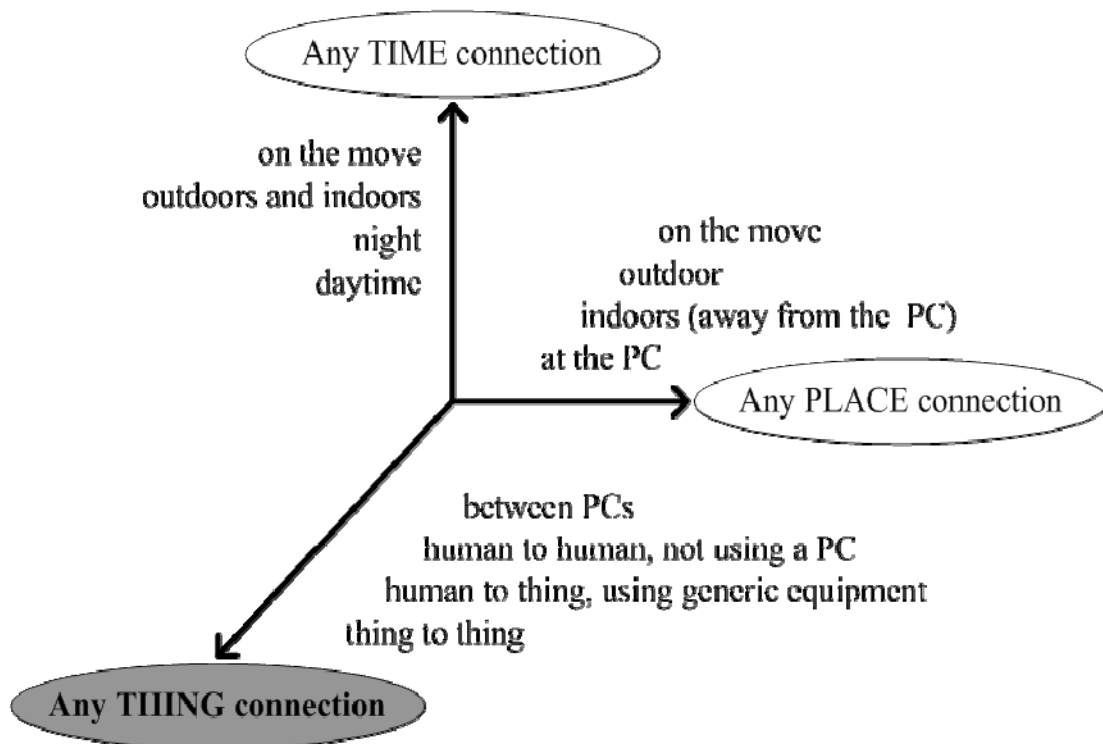 Any TIME connection
on the move
outdoors and indoors
night
daytime
on the move
outdoor
indoors (away from the PC)
at the PC
Any PLACE connection
between PCs
human to human, not using a PC
human to thing, using generic equipment
thing to thing
Any THING connection